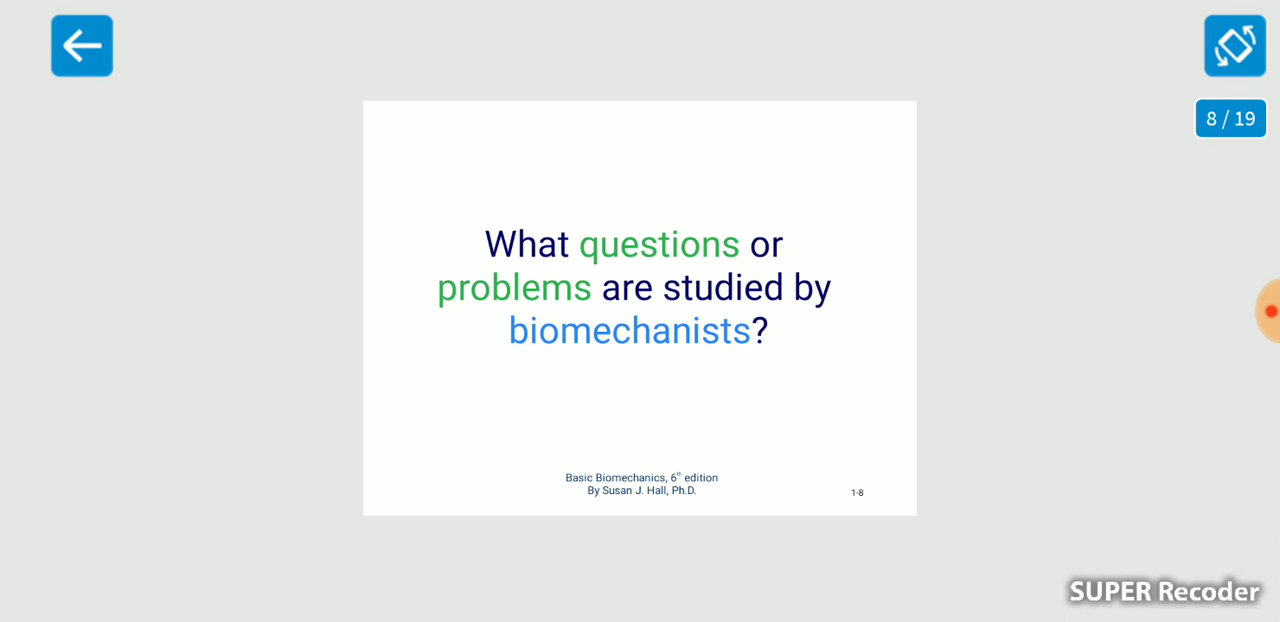 8 / 19
What questions or
problems are studied by
biomechanists?
Basic Biomechanics, 6th edition
By Susan J. Hall, Ph.D.
1-8
SUPER Recoder